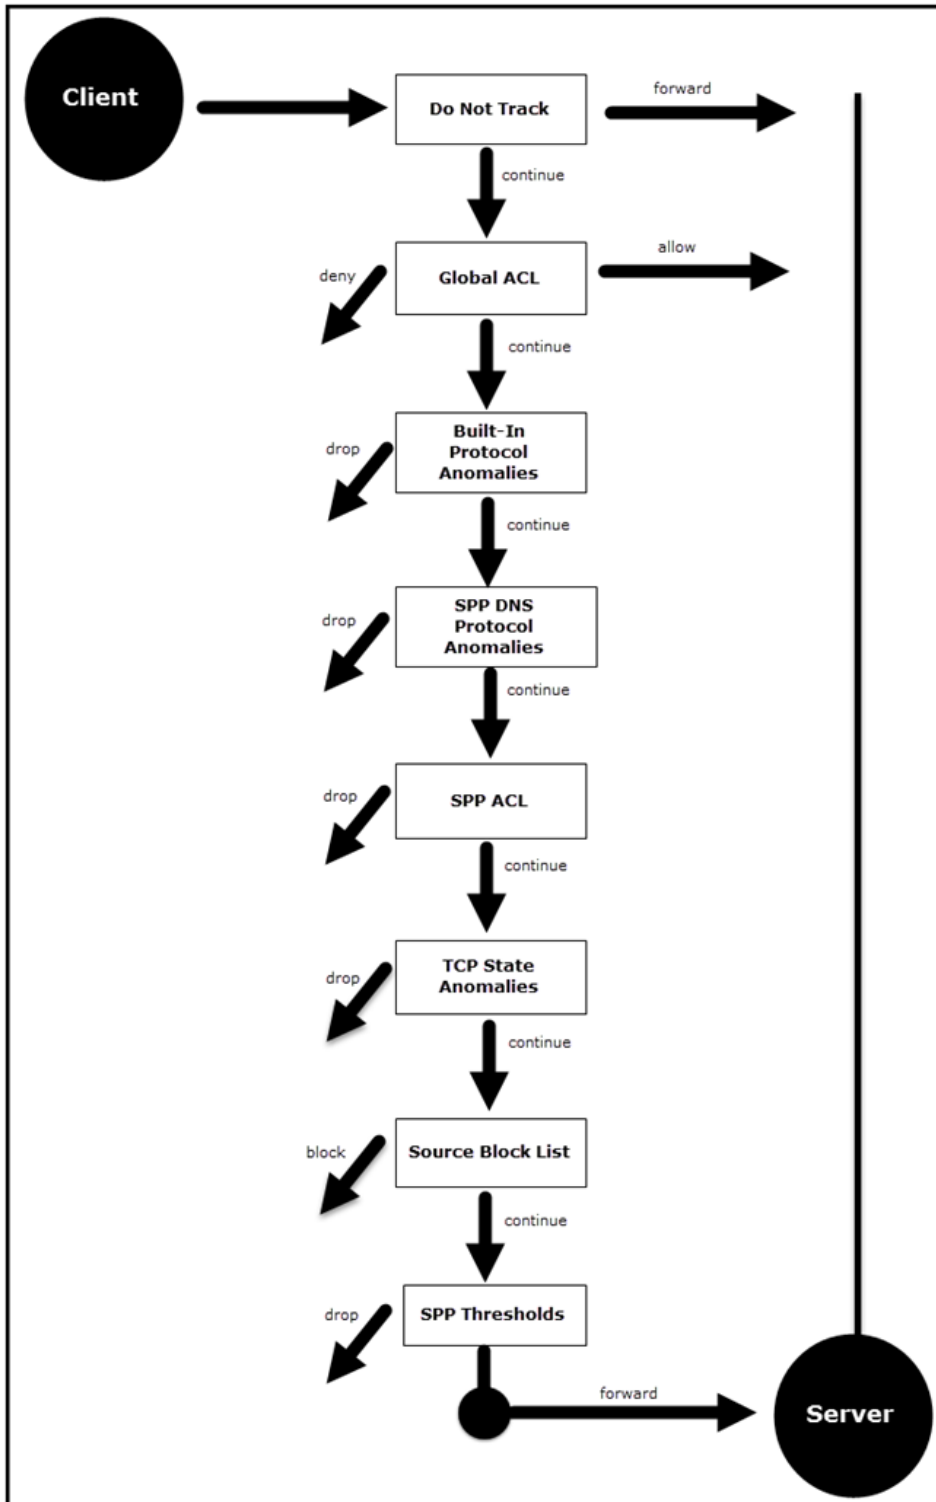 Client
Do Not Track
forward
continue
Global ACL
allow
deny
continue
Built-In
Protocol
Anomalies
drop
continue
SPP DNS
Protocol
Anomalies
drop
continue
SPP ACL
drop
continue
TCP State
Anomalies
drop
continue
Source Block List
block
continue
SPP Thresholds
drop
forward
Server